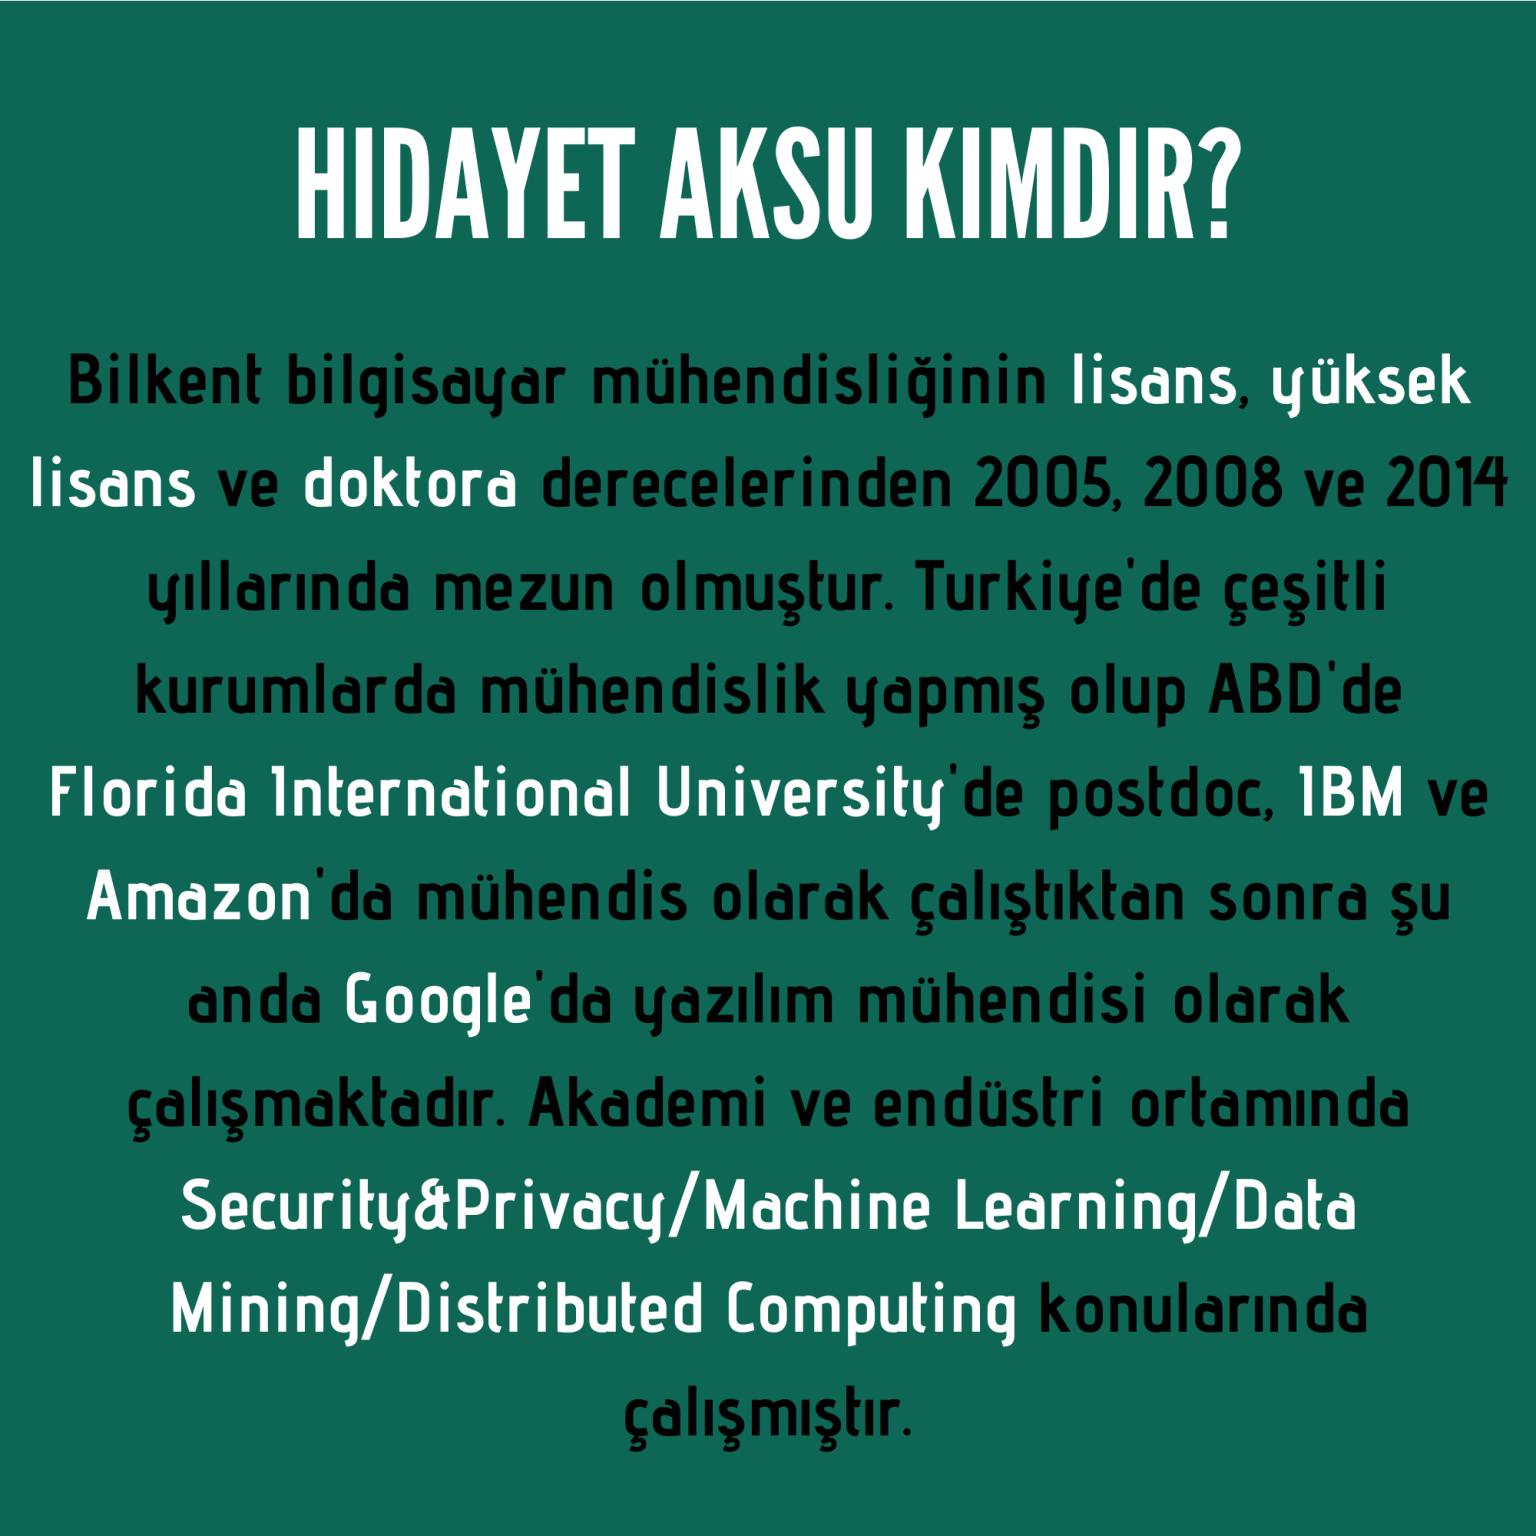 HIDAYET AKSU KIMDIR?
Bilkent bilgisayar mühendisliğinin lisans, yüksek
lisans ve doktora derecelerinden 2005, 2008 ve 2014
yıllarında mezun olmuştur. Turkiye'de çeşitli
kurumlarda mühendislik yapmış olup ABD'de
Florida International University'de postdoc, IBM ve
Amazon'da mühendis olarak çalıştıktan sonra şu
anda Google'da yazılım mühendisi olarak
çalışmaktadır. Akademi ve endüstri ortamında
Security&Privacy/Machine Learning/Data
Mining/Distributed Computing konularında
çalışmıştır.